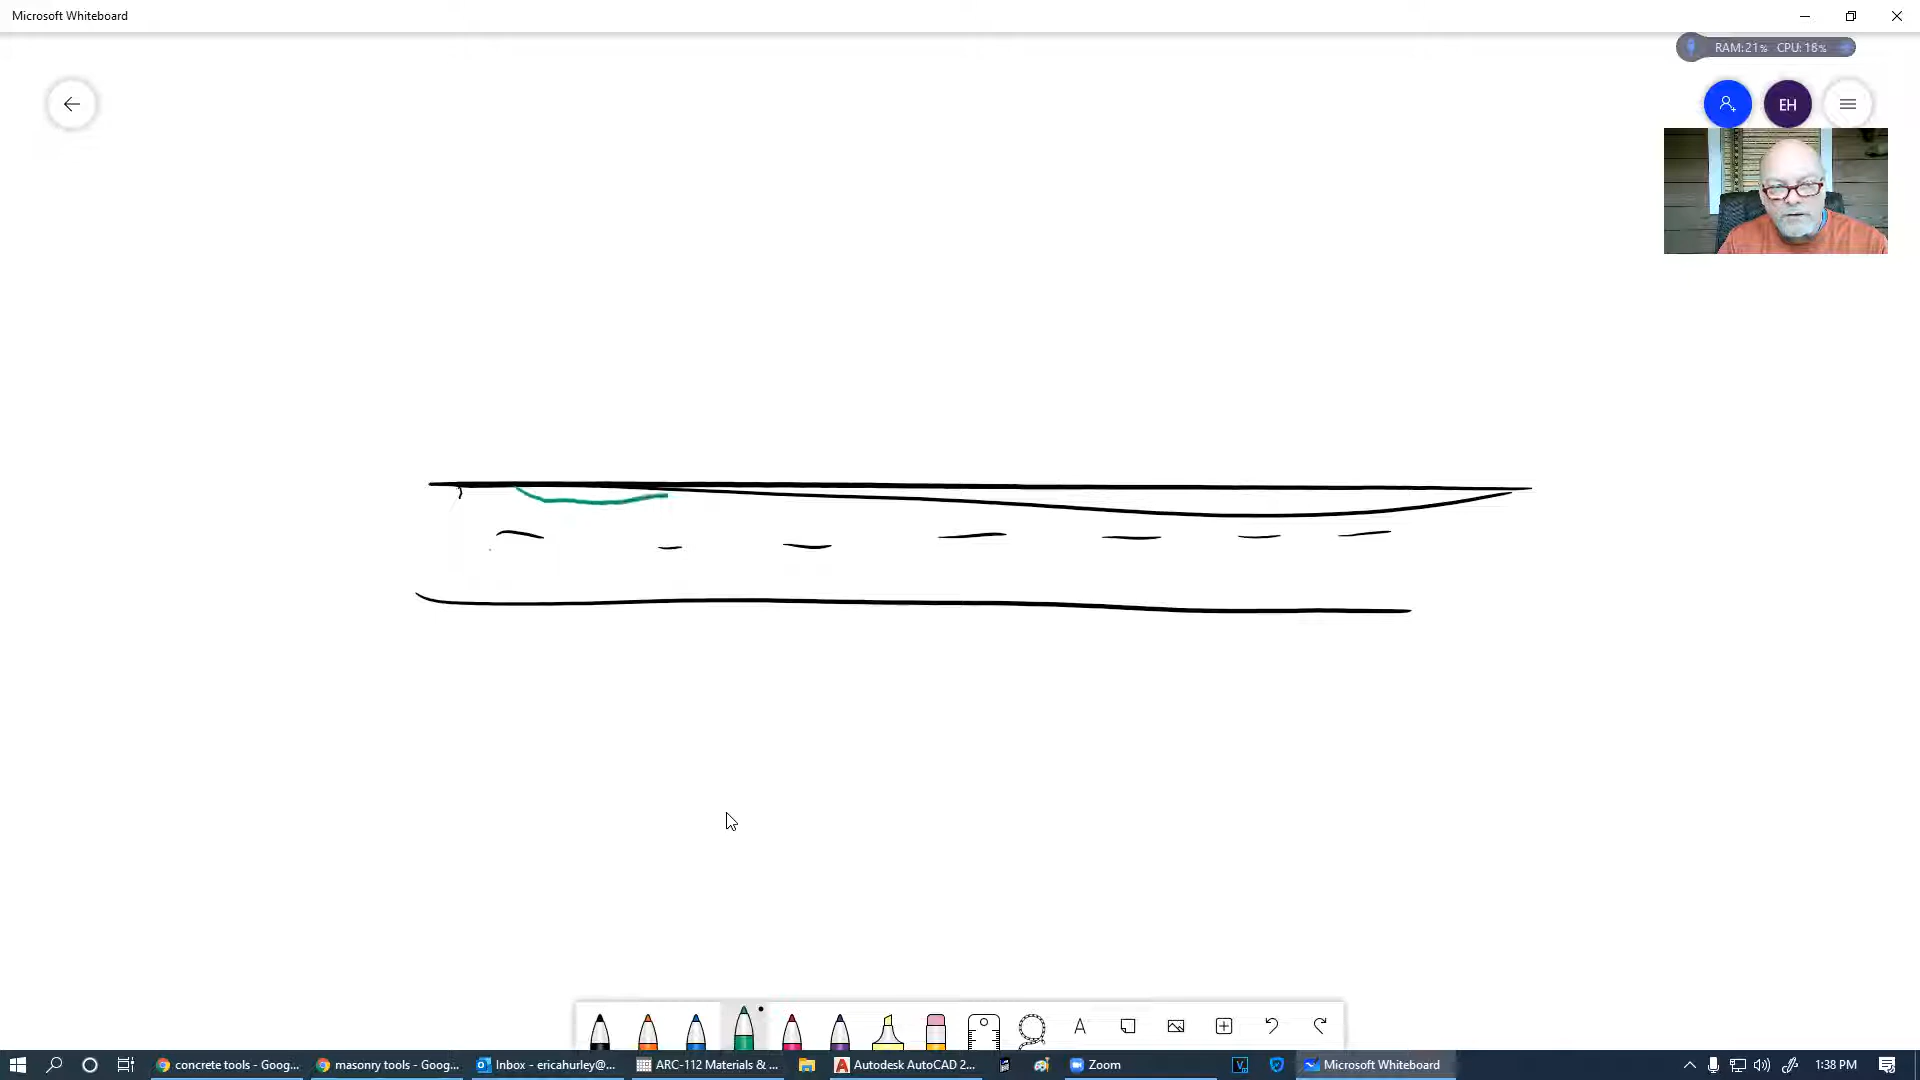 Microsoft Whiteboard
RAM:21% CPU:18%
EH
A
concrete tools - Goog...
masonry tools - Goog...
Inbox - ericahurley@...
ARC-112 Materials & ...
Autodesk AutoCAD 2...
Zoom
Microsoft Whiteboard
1:38 PM